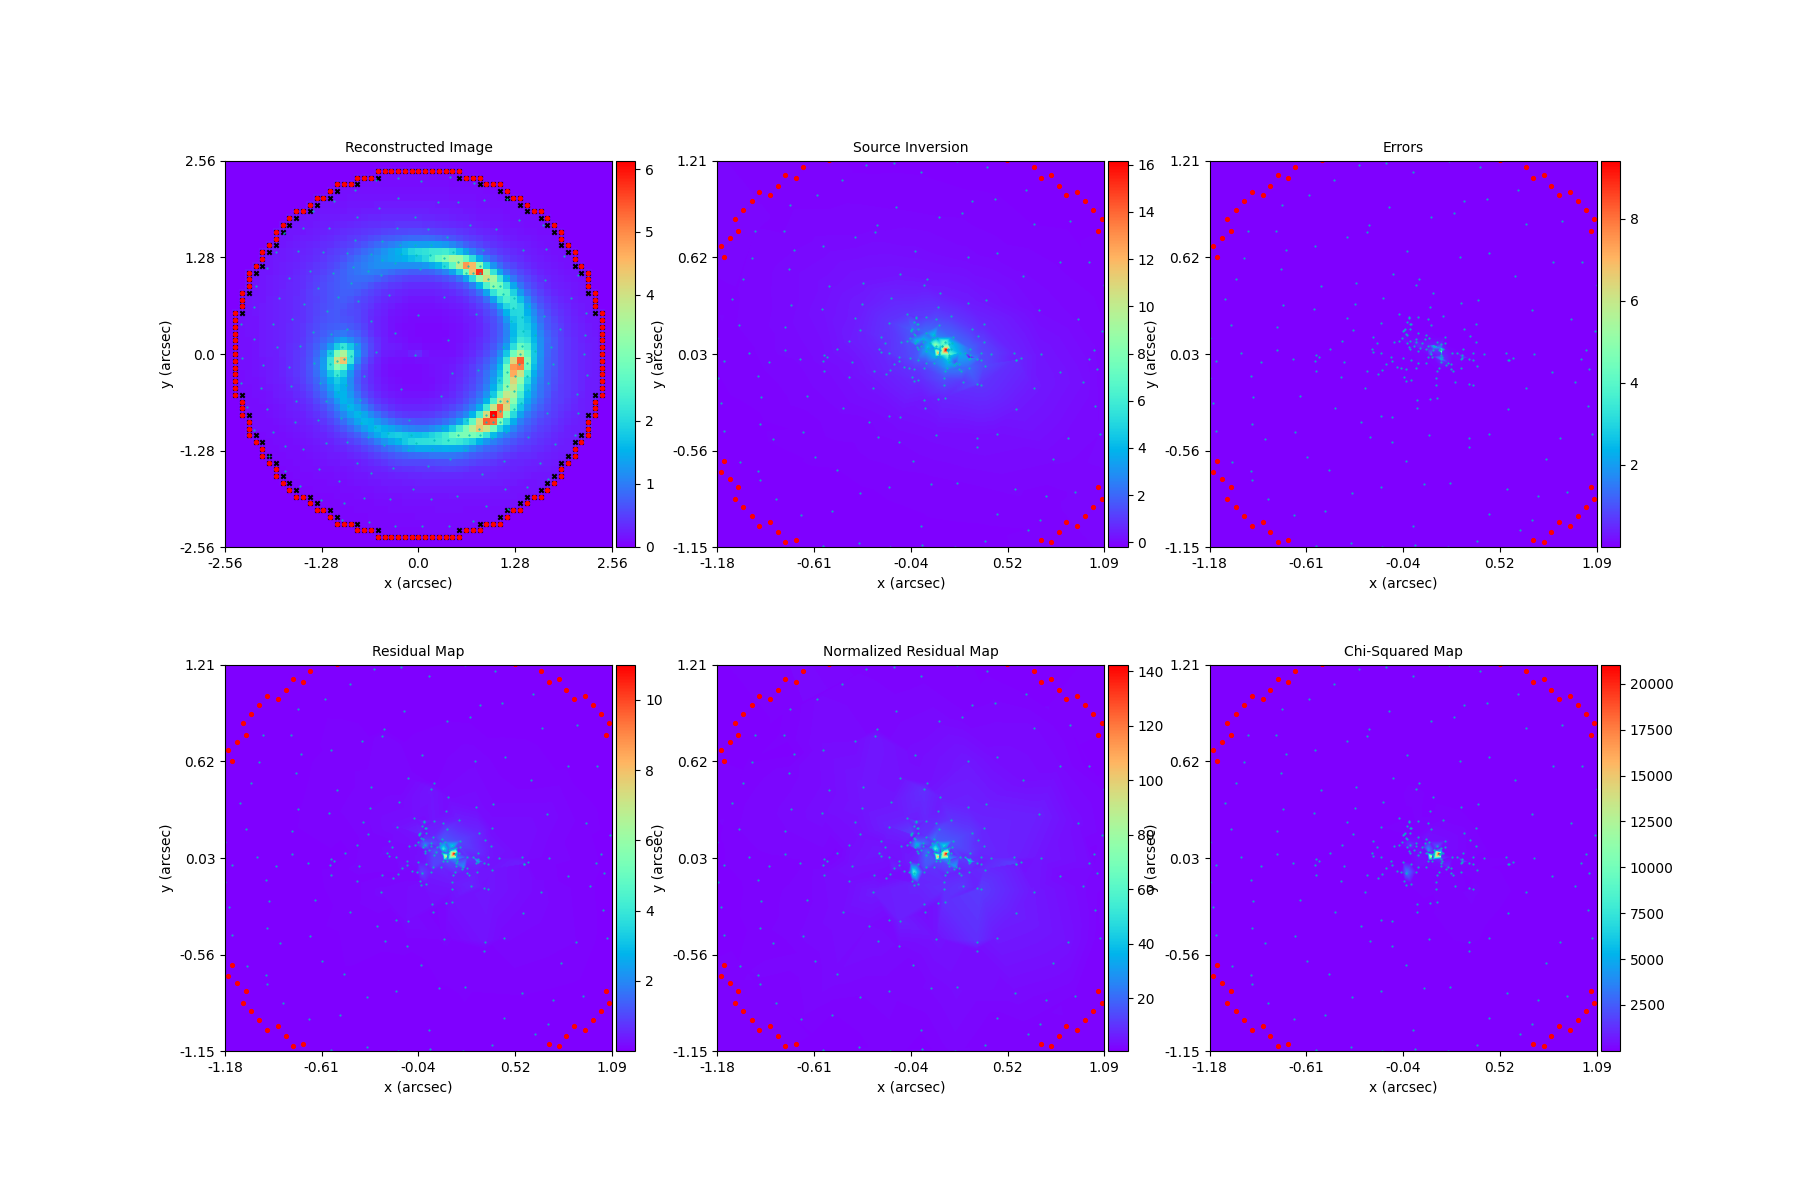 Reconstructed Image
2.56
1.28
0.0
-1.28
-2.56
y (arcsec)
-2.56 -1.28 0.0 1.28 2.56
x (arcsec)
6
5
4
3
2
1
0
Source Inversion
1.21
0.62
0.03
-0.56
-1.15
y (arcsec)
-1.18 -0.61 -0.04 0.52 1.09
x (arcsec)
16
14
12
10
8
6
4
2
0
Errors
1.21
0.62
0.03
-0.56
-1.15
y (arcsec)
-1.18 -0.61 -0.04 0.52 1.09
x (arcsec)
8
6
4
2
Residual Map
1.21
0.62
0.03
-0.56
-1.15
y (arcsec)
-1.18 -0.61 -0.04 0.52 1.09
x (arcsec)
10
8
6
4
2
Normalized Residual Map
1.21
0.62
0.03
-0.56
-1.15
y (arcsec)
-1.18 -0.61 -0.04 0.52 1.09
x (arcsec)
140
120
100
80
60
40
20
Chi-Squared Map
1.21
0.62
0.03
-0.56
-1.15
y (arcsec)
-1.18 -0.61 -0.04 0.52 1.09
x (arcsec)
20000
17500
15000
12500
10000
7500
5000
2500